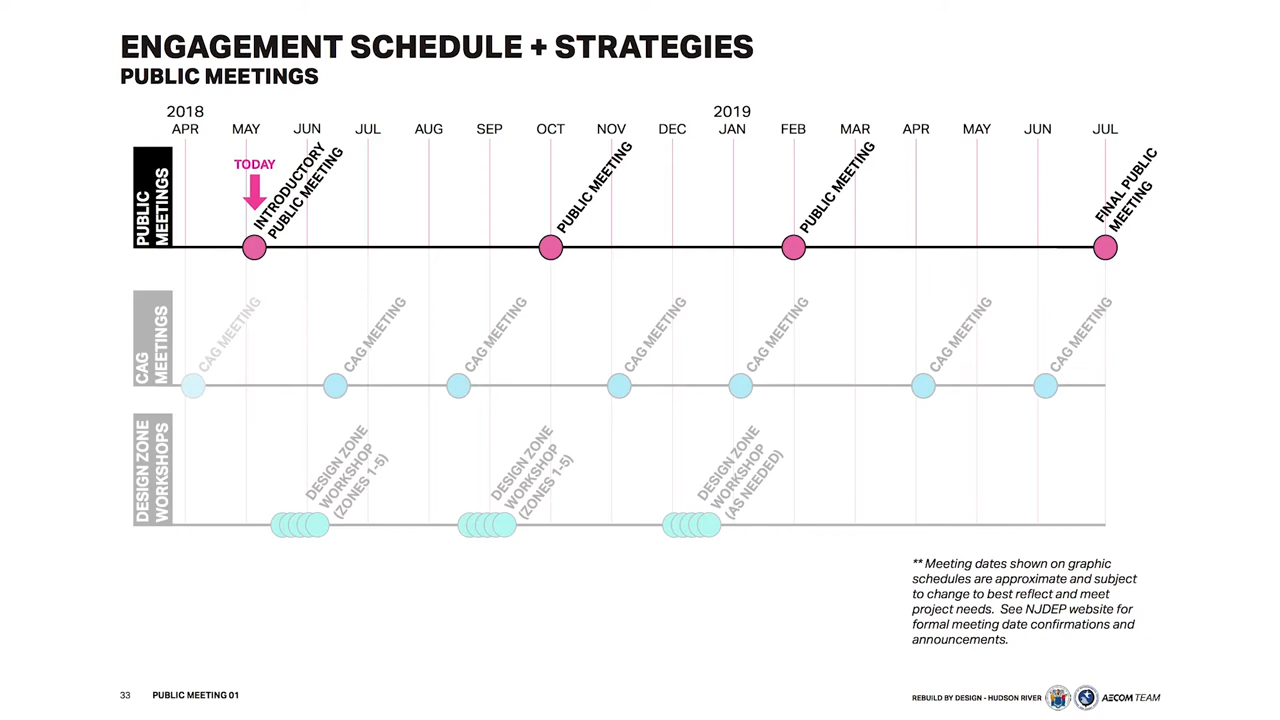 ENGAGEMENT SCHEDULE + STRATEGIES
PUBLIC MEETINGS
2018
2019
APR MAY JUN JUL AUG SEP OCT NOV DEC JAN FEB MAR APR MAY JUN JUL
PUBLIC
MEETINGS
TODAY
INTRODUCTORY
PUBLIC MEETING
PUBLIC MEETING
PUBLIC MEETING
FINAL PUBLIC
MEETING
CAG
MEETINGS
CAG MEETING
CAG MEETING
CAG MEETING
CAG MEETING
CAG MEETING
CAG MEETING
CAG MEETING
DESIGN ZONE
WORKSHOPS
DESIGN ZONE
WORKSHOP
(ZONES 1-5)
DESIGN ZONE
WORKSHOP
(ZONES 1-5)
DESIGN ZONE
WORKSHOP
(AS NEEDED)
** Meeting dates shown on graphic
schedules are approximate and subject
to change to best reflect and meet
project needs. See NJDEP website for
formal meeting date confirmations and
announcements.
33 PUBLIC MEETING 01
REBUILD BY DESIGN - HUDSON RIVER AECOM TEAM